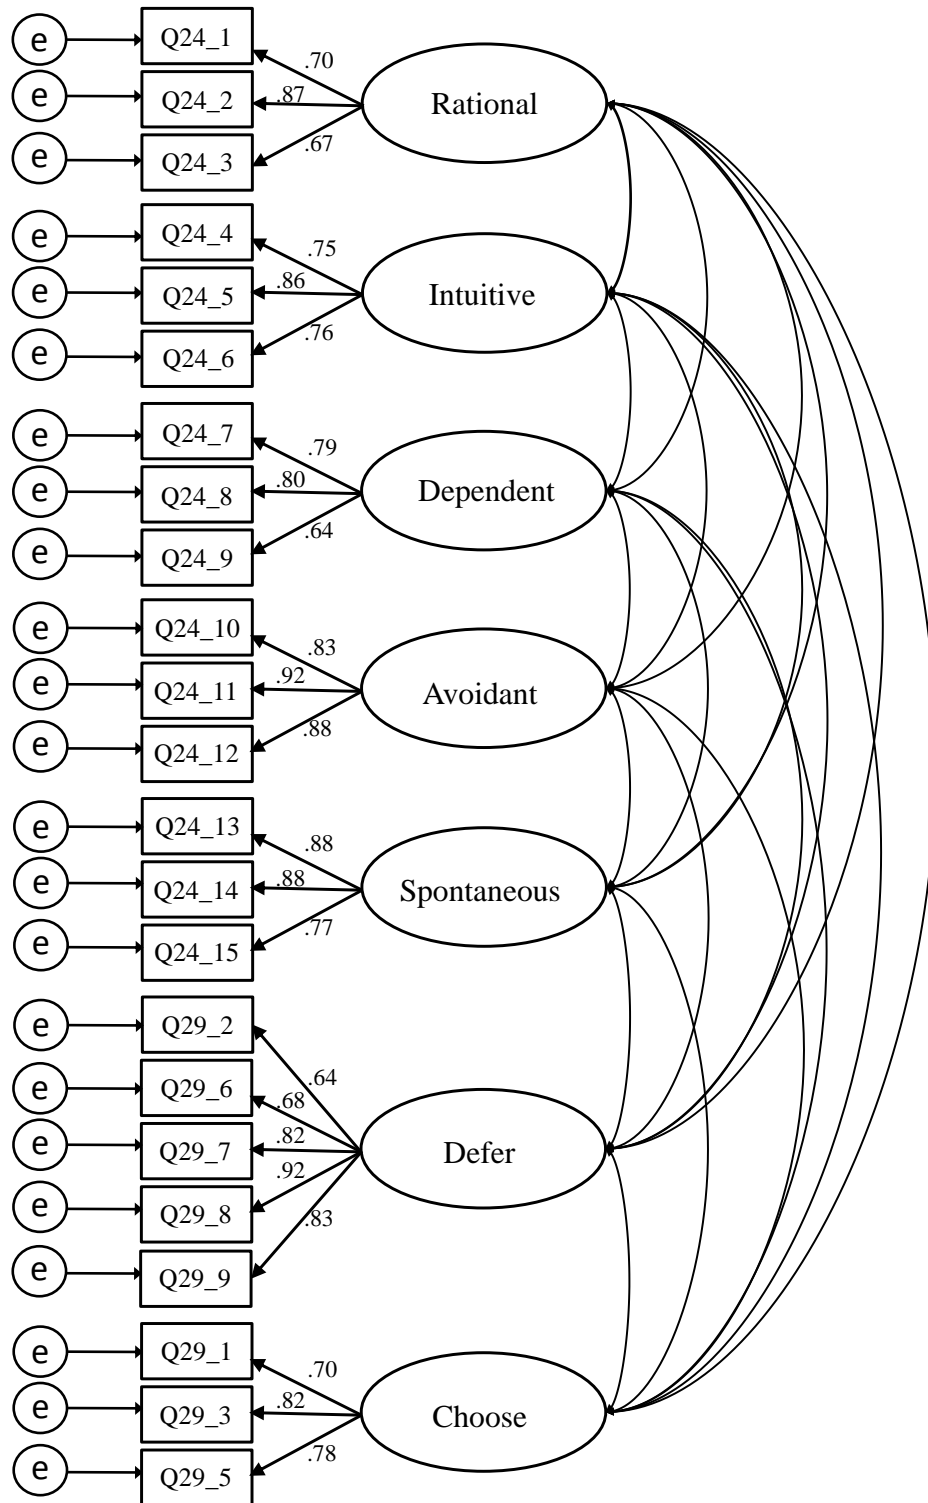 e Q24_1 .70
e Q24_2 .87 Rational
e Q24_3 .67
e Q24_4 .75
e Q24_5 .86 Intuitive
e Q24_6 .76
e Q24_7 .79
e Q24_8 .80 Dependent
e Q24_9 .64
e Q24_10 .83
e Q24_11 .92 Avoidant
e Q24_12 .88
e Q24_13 .88
e Q24_14 .88 Spontaneous
e Q24_15 .77
e Q29_2 .64
e Q29_6 .68
e Q29_7 .82 Defer
e Q29_8 .92
e Q29_9 .83
e Q29_1 .70
e Q29_3 .82 Choose
e Q29_5 .78